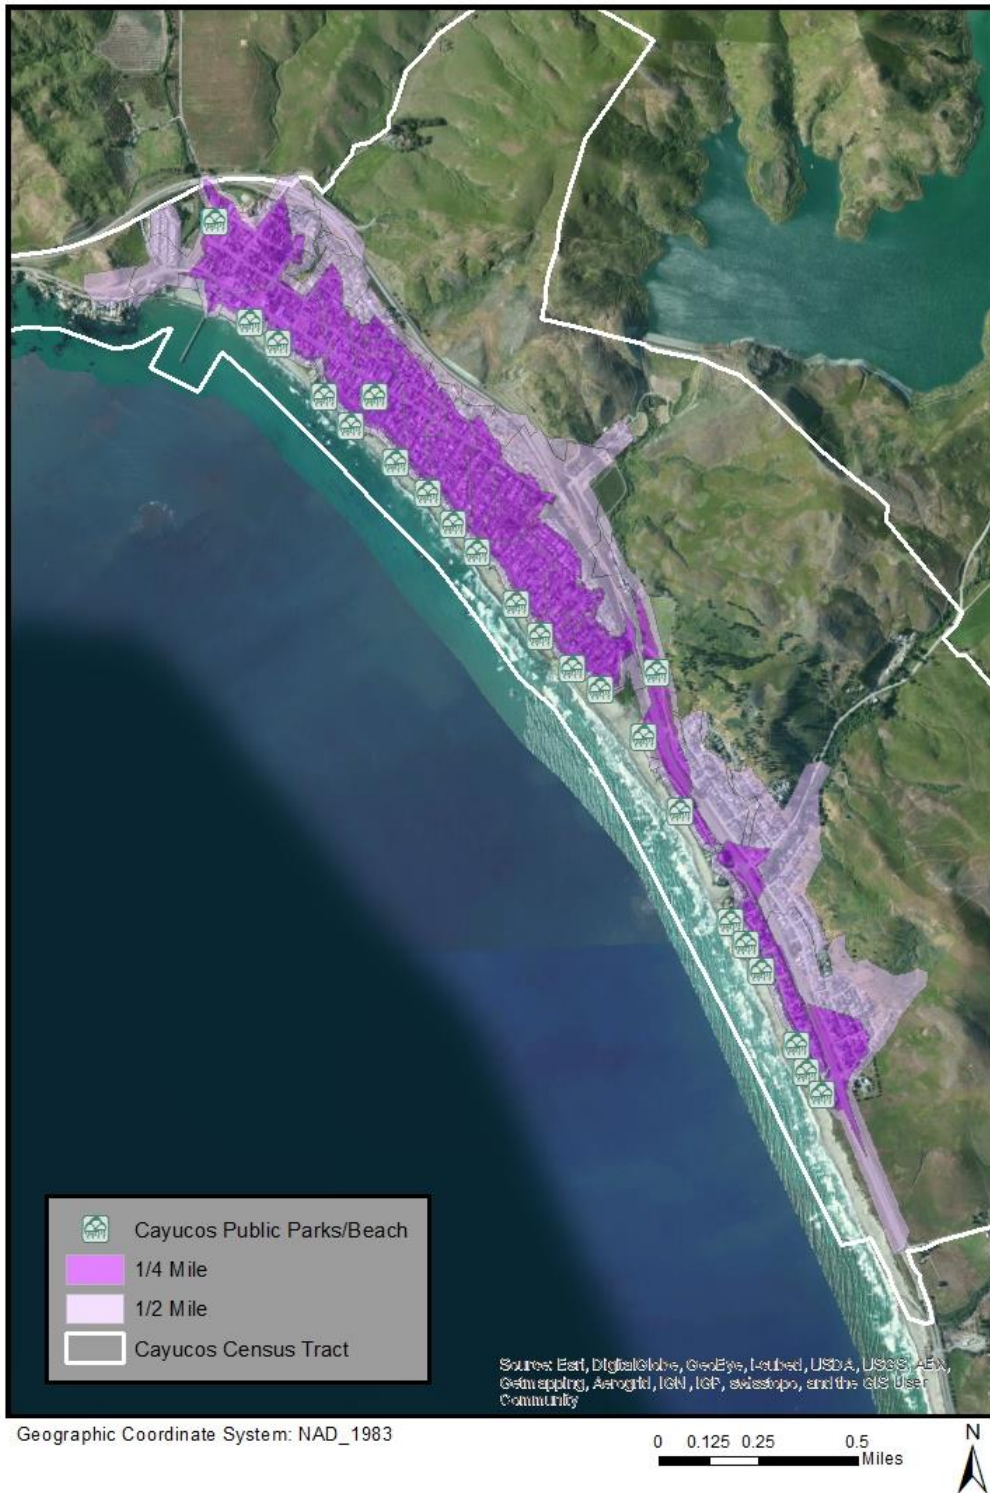 Cayucos Public Parks/Beach
1/4 Mile
1/2 Mile
Cayucos Census Tract
Source: Esri, DigitalGlobe, GeoEye, i-cubed, USDA, USGS, AEX,
Getmapping, Aerogrid, IGN, IGP, swisstopo, and the GIS User
Community
Geographic Coordinate System: NAD_1983
0 0.125 0.25 0.5
Miles
N